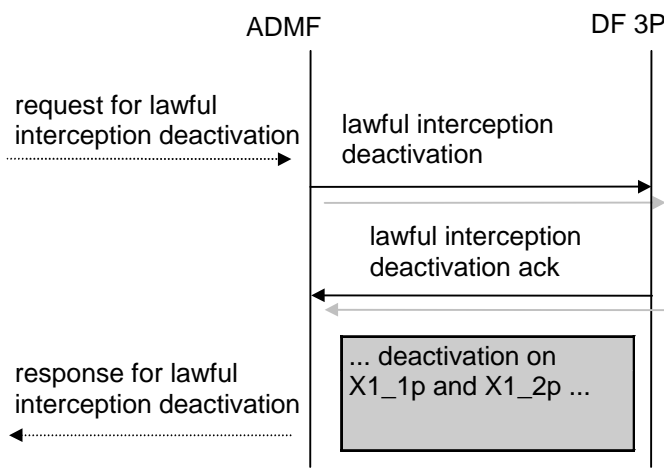 ADMF
DF 3P
request for lawful
interception deactivation
lawful interception
deactivation
lawful interception
deactivation ack
... deactivation on
X1_1p and X1_2p ...
response for lawful
interception deactivation